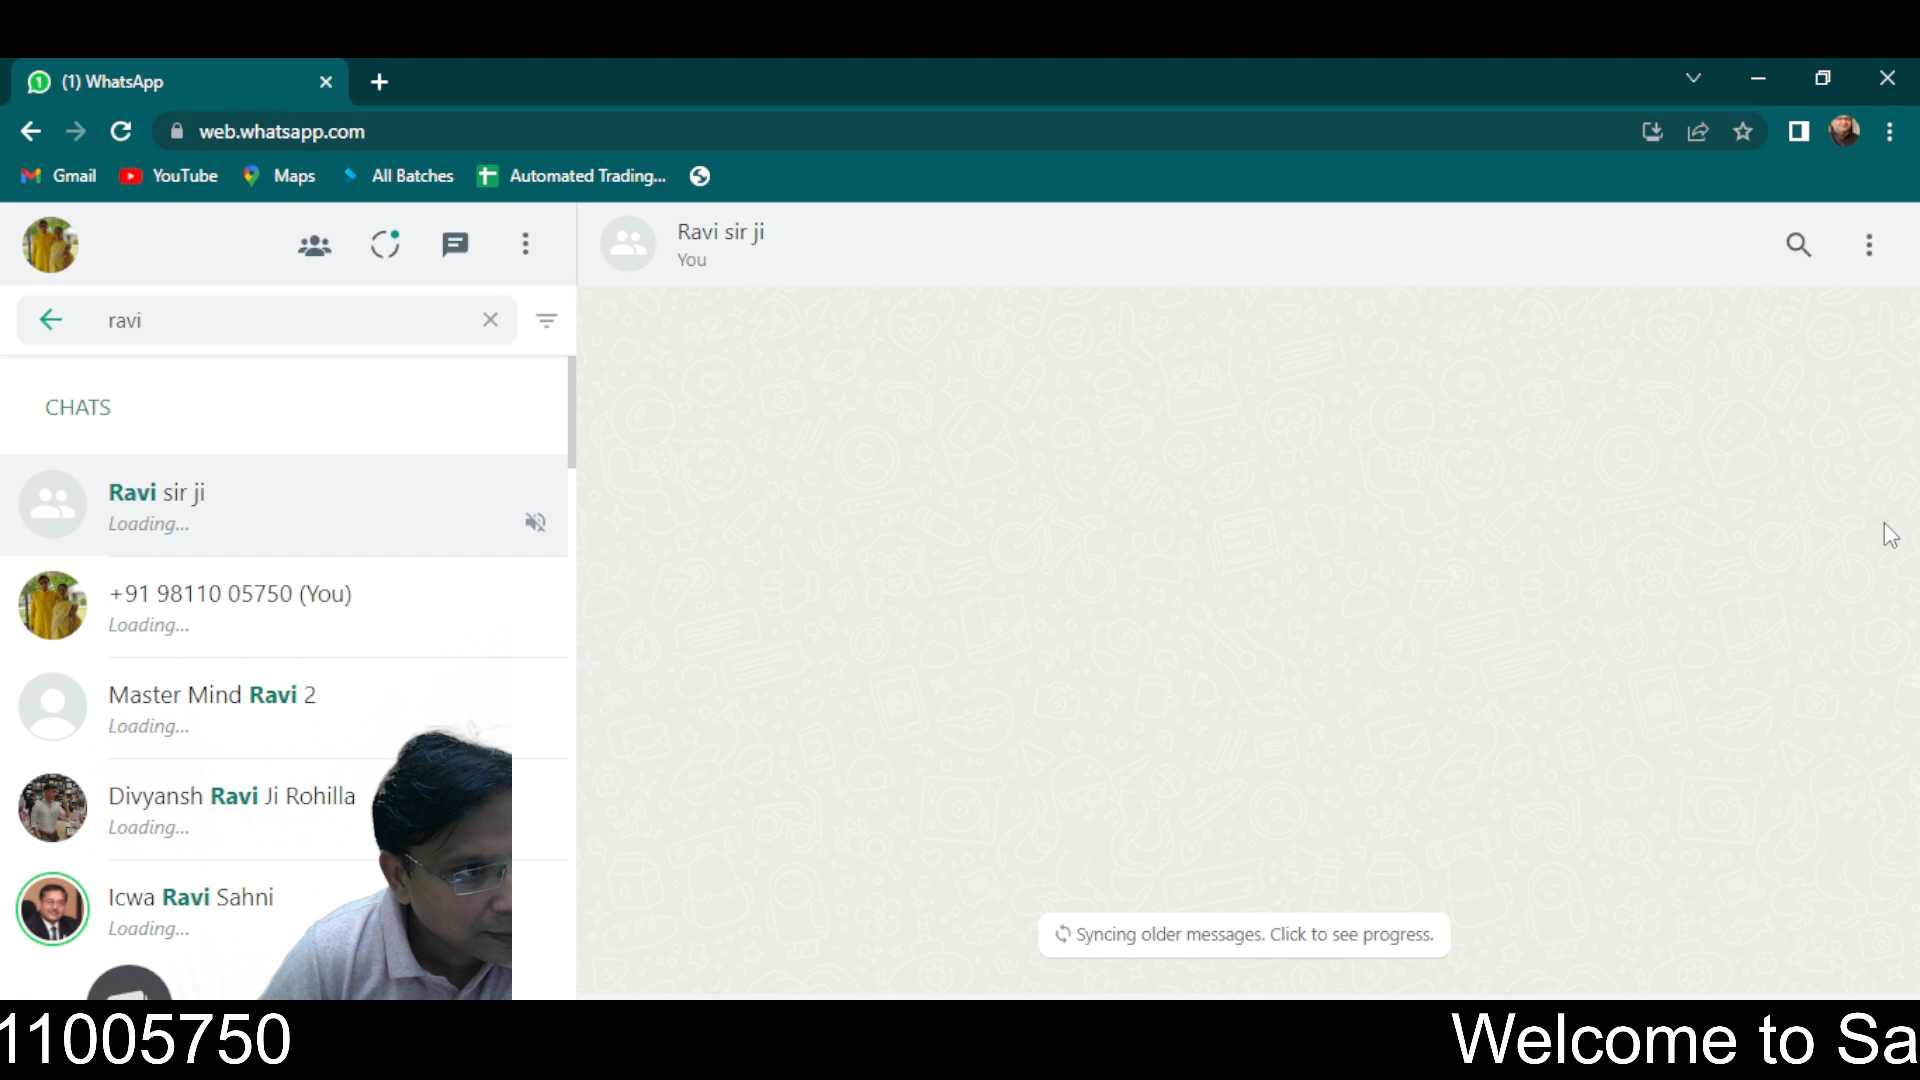 (1) WhatsApp
web.whatsapp.com
Gmail
YouTube
Maps
All Batches
Automated Trading...
Ravi sir ji
You
ravi
CHATS
Ravi sir ji
Loading...
+91 98110 05750 (You)
Loading...
Master Mind Ravi 2
Loading...
Divyansh Ravi Ji Rohilla
Loading...
Icwa Ravi Sahni
Loading...
Syncing older messages. Click to see progress.
11005750
Welcome to Sa